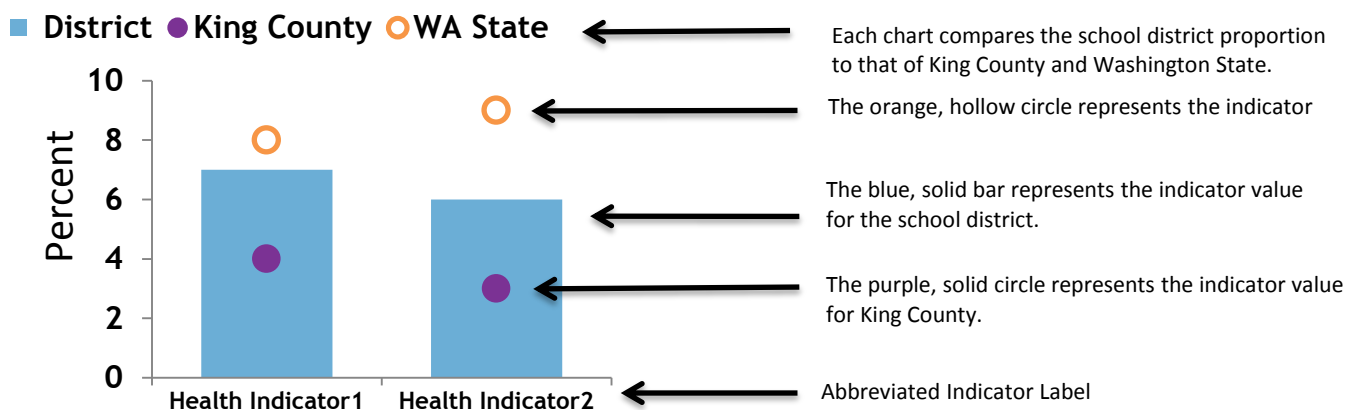 District King County WA State
Each chart compares the school district proportion
to that of King County and Washington State.
10
The orange, hollow circle represents the indicator
8
Percent
The blue, solid bar represents the indicator value
for the school district.
6
4
The purple, solid circle represents the indicator value
for King County.
2
0
Health Indicator1 Health Indicator2
Abbreviated Indicator Label